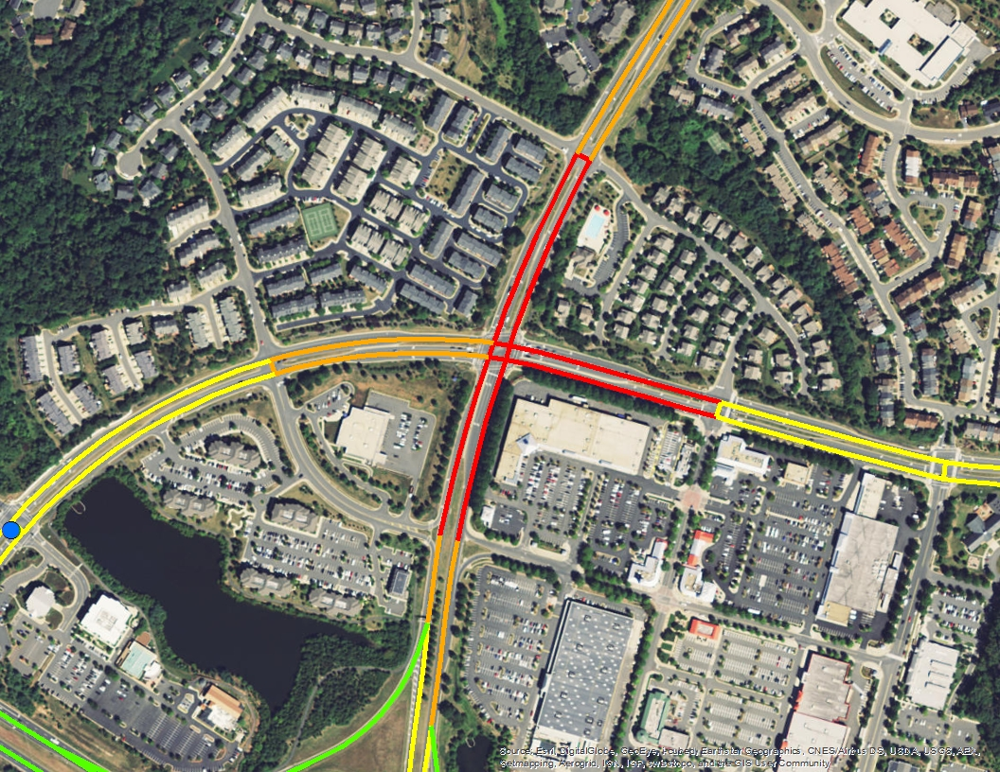 Source: Esri, DigitalGlobe, GeoEye, i-cubed, Earthstar Geographics, CNES/Airbus DS, USDA, USGS, AEX,
Getmapping, Aerogrid, IGN, IGP, swisstopo, and the GIS User Community